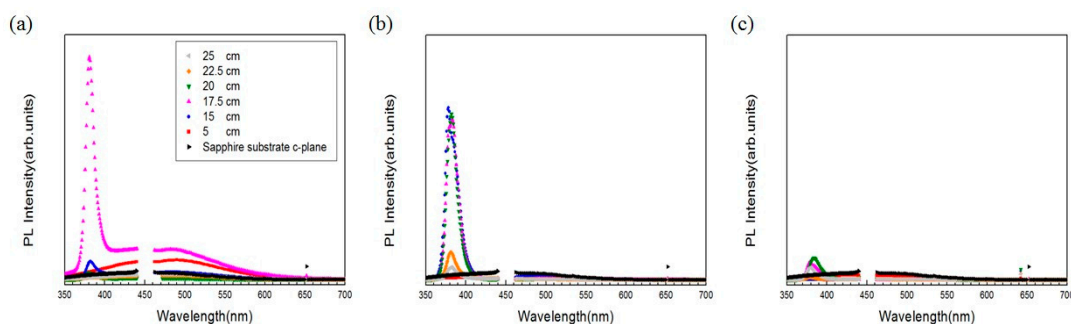 (a)
PL Intensity(arb.units)
25 cm
22.5 cm
20 cm
17.5 cm
15 cm
5 cm
Sapphire substrate c-plane
350 400 450 500 550 600 650 700
Wavelength(nm)
(b)
PL Intensity(arb.units)
350 400 450 500 550 600 650 700
Wavelength(nm)
(c)
PL Intensity(arb.units)
350 400 450 500 550 600 650 700
Wavelength(nm)